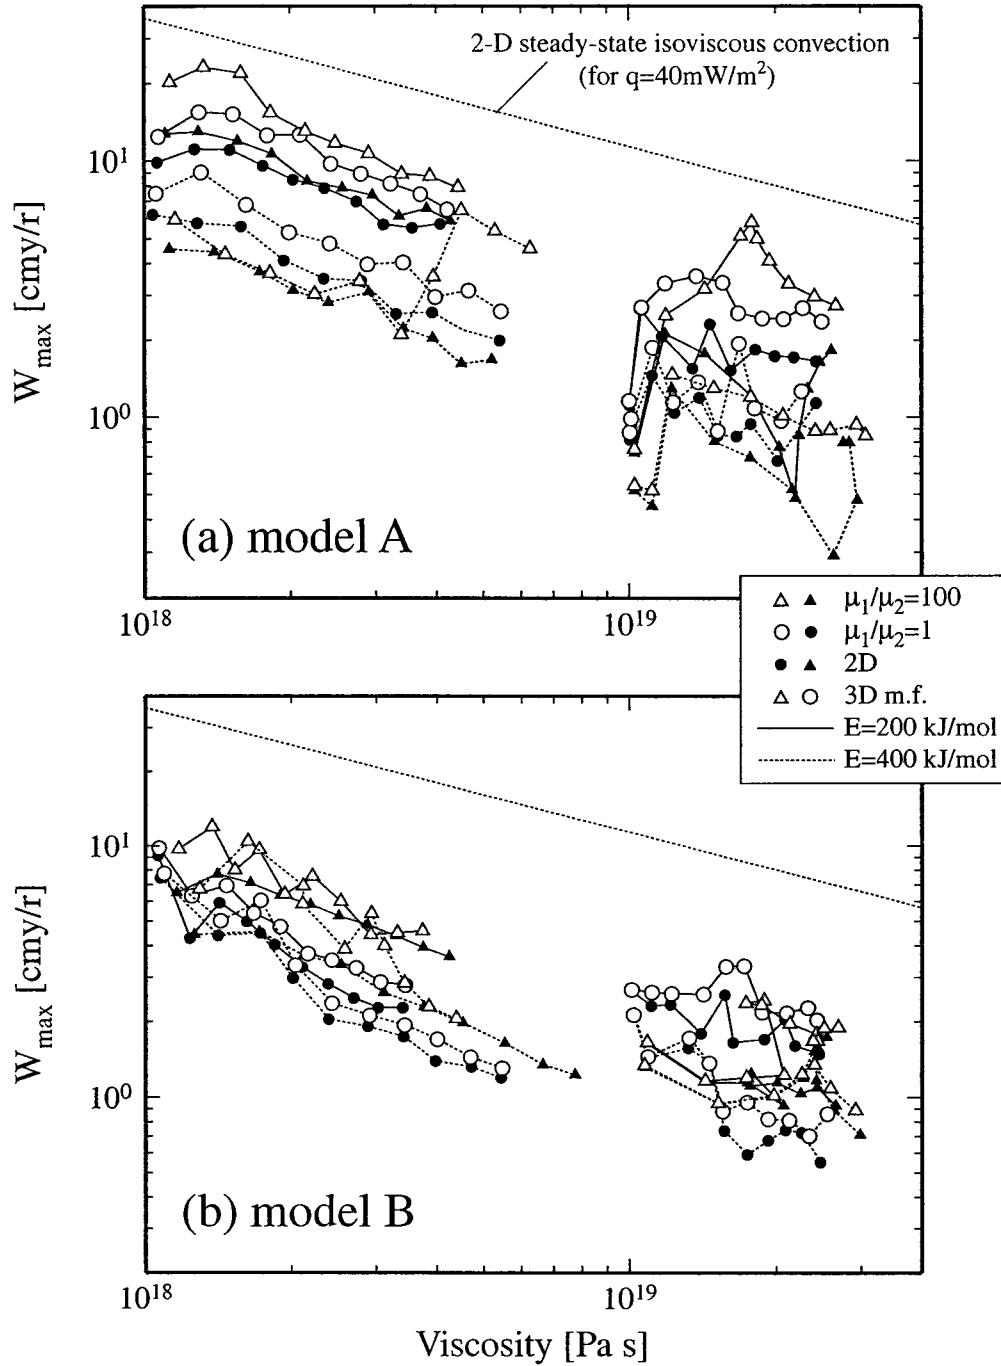 2-D steady-state isoviscous convection
(for q=40mW/m²)
10¹
10⁰
W_max [cmy/r]
(a) model A
10¹⁸
10¹⁹
μ₁/μ₂=100
μ₁/μ₂=1
2D
3D m.f.
E=200 kJ/mol
E=400 kJ/mol
10¹
10⁰
W_max [cmy/r]
(b) model B
10¹⁸
10¹⁹
Viscosity [Pa s]